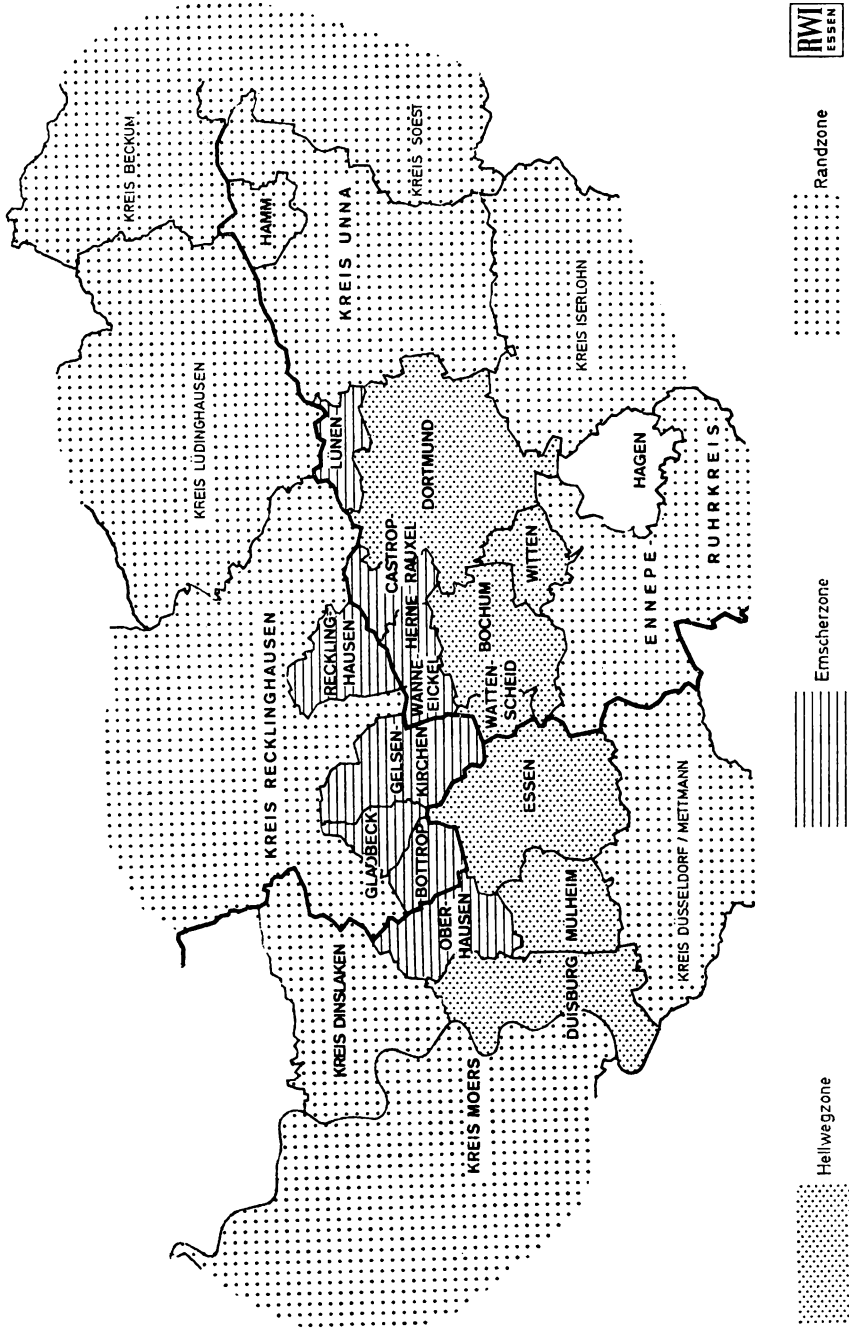 KREIS BECKUM
KREIS LÜDINGHAUSEN
HAMM
KREIS SOEST
KREIS UNNA
KREIS RECKLINGHAUSEN
LÜNEN
RECKLING-
HAUSEN
KREIS DINSLAKEN
GLADBECK
GELSEN-
KIRCHEN
BOTTROP
WANNE
EICKEL
HERNE
CASTROP-
RAUXEL
DORTMUND
OBER-
HAUSEN
KREIS MOERS
ESSEN
WATTEN-
SCHEID
BOCHUM
WITTEN
DUISBURG
MÜLHEIM
KREIS ISERLOHN
HAGEN
ENNEPE-
RUHRKREIS
KREIS DÜSSELDORF / METTMANN
Hellwegzone
Emscherzone
Randzone
RWI
ESSEN